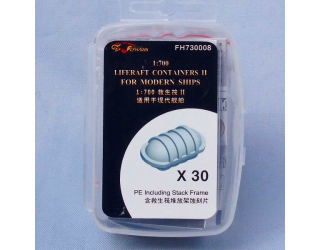 FH730008
1:700
LIFERAFT CONTAINERS II
FOR MODERN SHIPS
1:700 救生筏 II
适用于现代舰船
X 30
PE Including Stack Frame
含救生筏堆放架蚀刻片